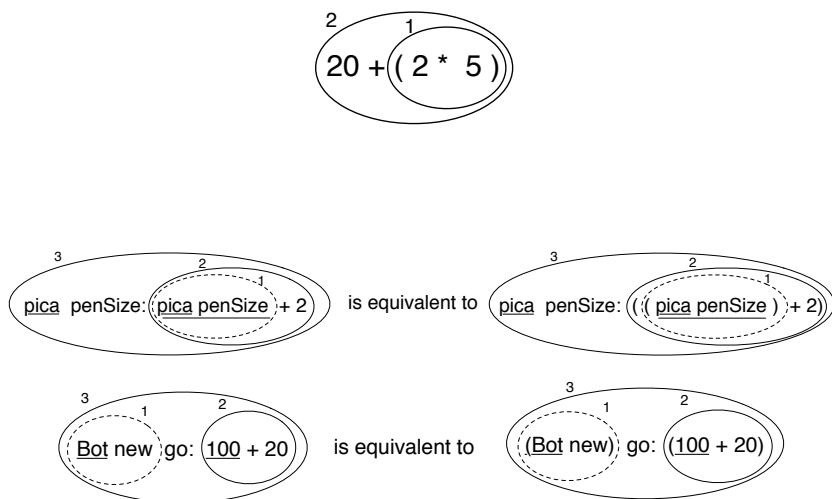 2
1
20 + ( 2 * 5 )
3
2
1
pica penSize: pica penSize + 2
is equivalent to
3
2
1
pica penSize: ( ( pica penSize ) + 2)
3
1
2
Bot new go: 100 + 20
is equivalent to
3
1
2
(Bot new) go: (100 + 20)